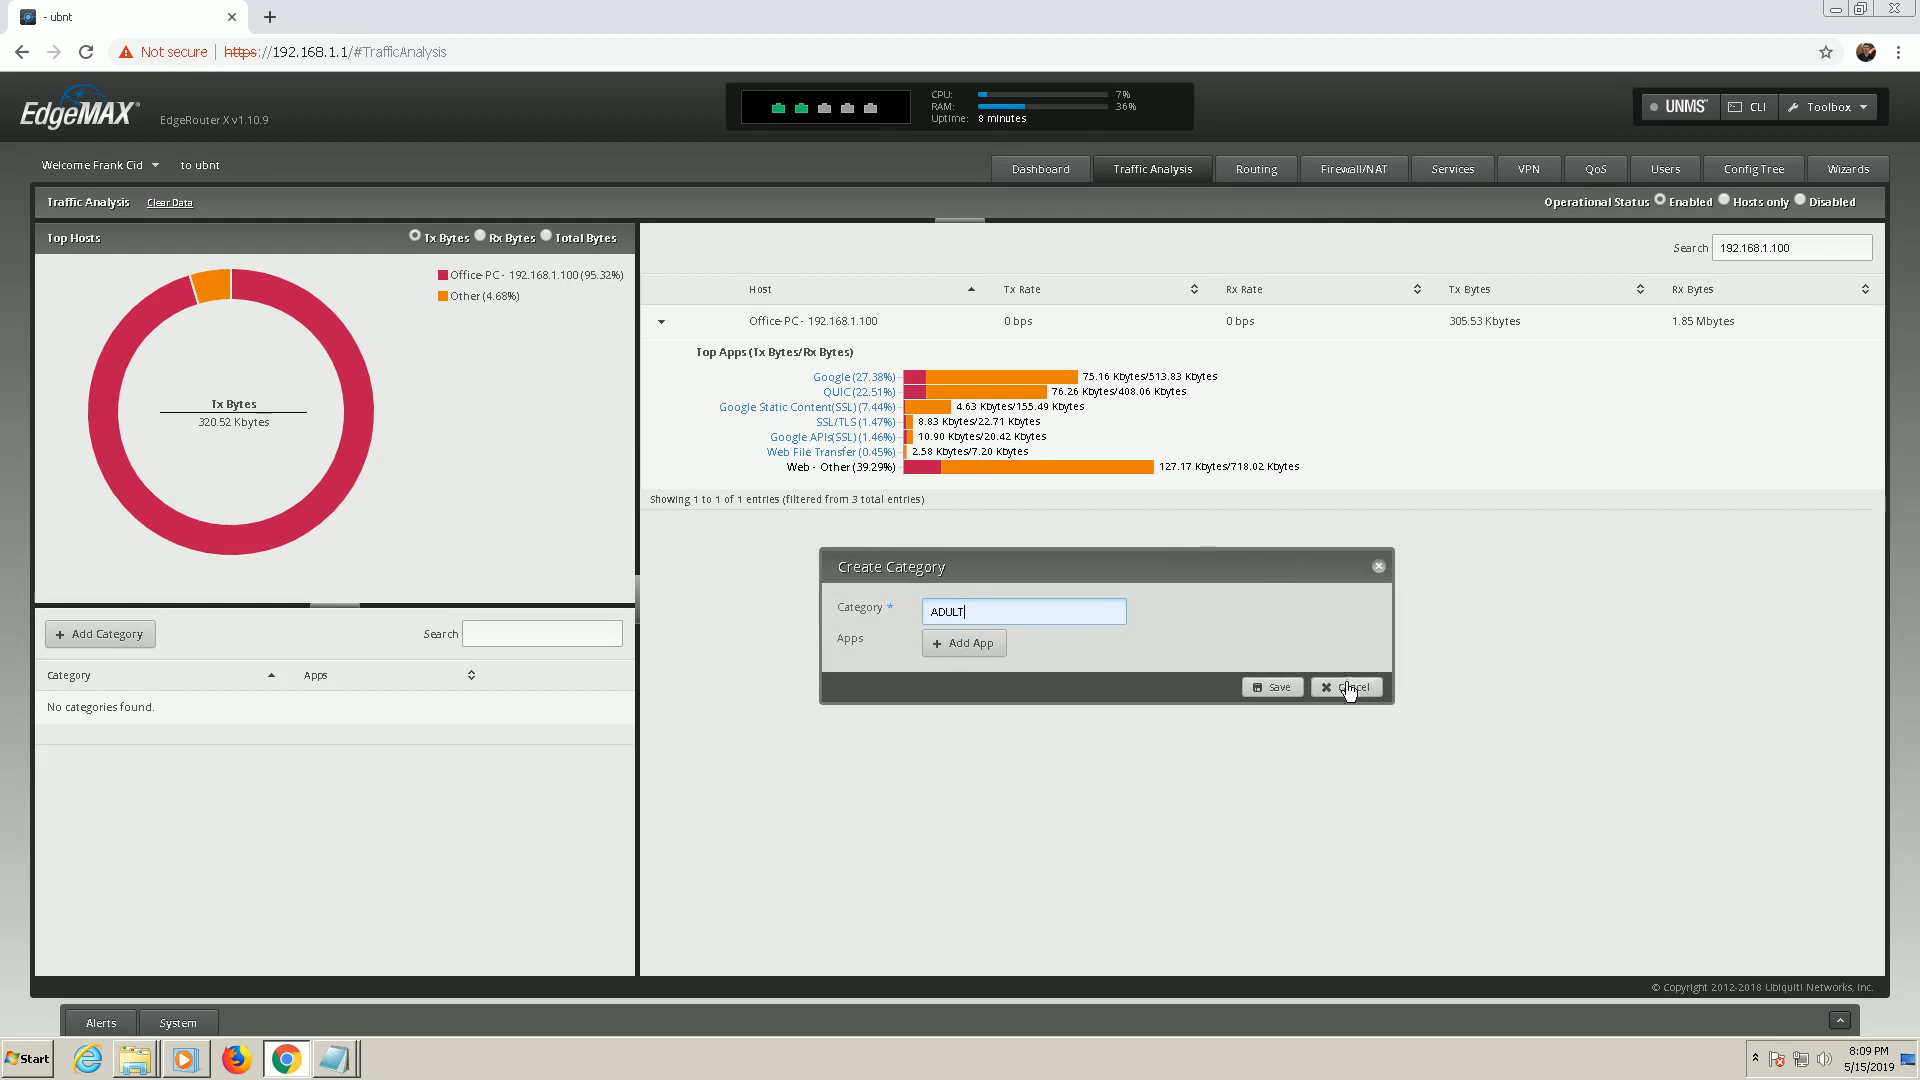 - ubnt
Not secure | https://192.168.1.1/#TrafficAnalysis
EdgeMAX
EdgeRouter X v1.10.9
CPU: 7%
RAM: 36%
Uptime: 8 minutes
UNMS CLI Toolbox
Welcome Frank Cid to ubnt
Dashboard Traffic Analysis Routing Firewall/NAT Services VPN QoS Users Config Tree Wizards
Traffic Analysis Clear Data
Operational Status Enabled Hosts only Disabled
Top Hosts Tx Bytes Rx Bytes Total Bytes
Office-PC - 192.168.1.100 (95.32%)
Other (4.68%)
Tx Bytes
320.52 Kbytes
Search 192.168.1.100
Host Tx Rate Rx Rate Tx Bytes Rx Bytes
Office-PC - 192.168.1.100 0 bps 0 bps 305.53 Kbytes 1.85 Mbytes
Top Apps (Tx Bytes/Rx Bytes)
Google (27.38%) 75.16 Kbytes/513.83 Kbytes
QUIC (22.51%) 76.26 Kbytes/408.06 Kbytes
Google Static Content(SSL) (7.44%) 4.63 Kbytes/155.49 Kbytes
SSL/TLS (1.47%) 8.83 Kbytes/22.71 Kbytes
Google APIs(SSL) (1.46%) 10.90 Kbytes/20.42 Kbytes
Web File Transfer (0.45%) 2.58 Kbytes/7.20 Kbytes
Web - Other (39.29%) 127.17 Kbytes/718.02 Kbytes
Showing 1 to 1 of 1 entries (filtered from 3 total entries)
Create Category
Category * ADULT
Apps + Add App
Save Cancel
+ Add Category Search
Category Apps
No categories found.
© Copyright 2012-2018 Ubiquiti Networks, Inc.
Alerts System
Start
8:09 PM
5/15/2019